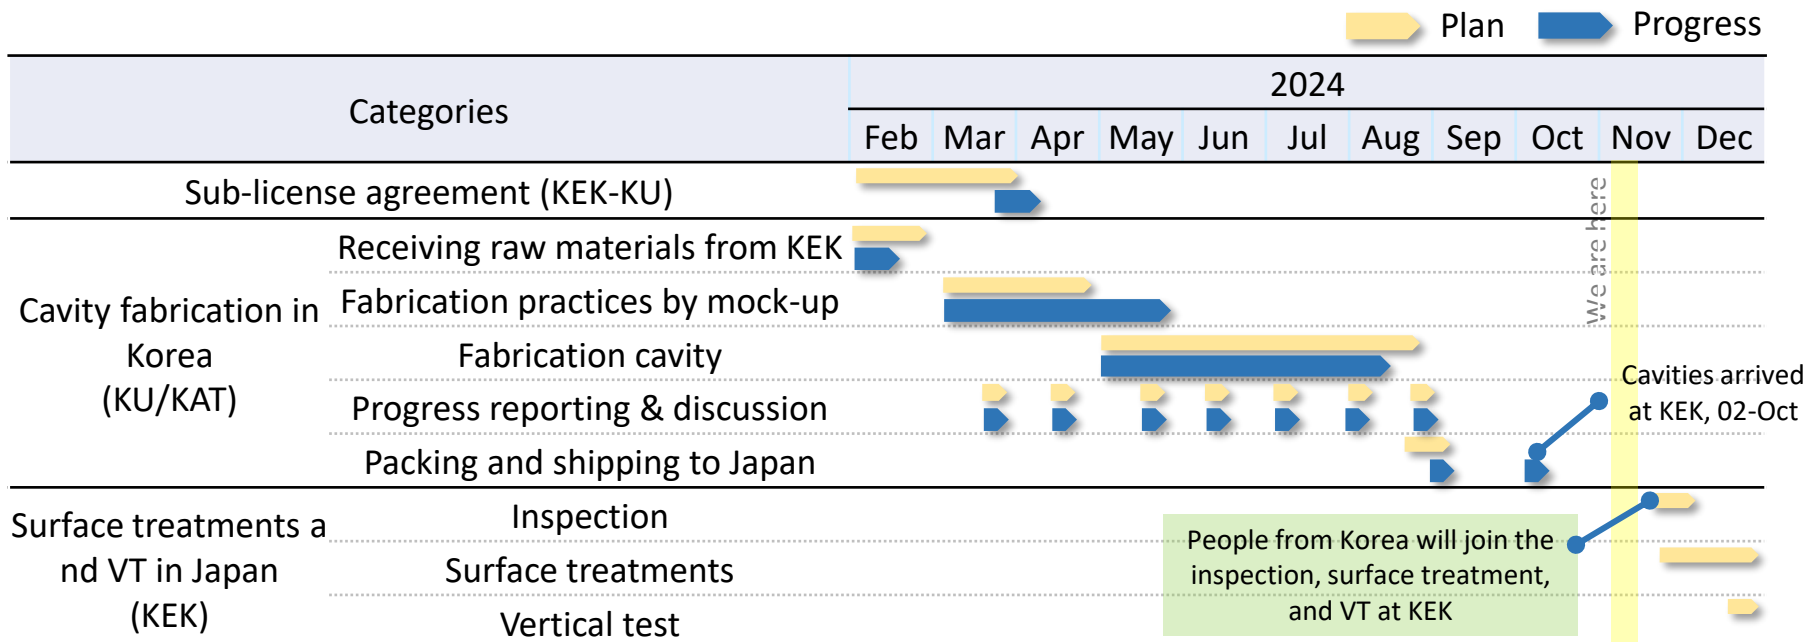 Plan
Progress
Categories
2024
Feb Mar Apr May Jun Jul Aug Sep Oct Nov Dec
Sub-license agreement (KEK-KU)
We are here
Cavity fabrication in
Korea
(KU/KAT)
Receiving raw materials from KEK
Fabrication practices by mock-up
Fabrication cavity
Progress reporting & discussion
Packing and shipping to Japan
Cavities arrived
at KEK, 02-Oct
Surface treatments a
nd VT in Japan
(KEK)
Inspection
Surface treatments
Vertical test
People from Korea will join the
inspection, surface treatment,
and VT at KEK